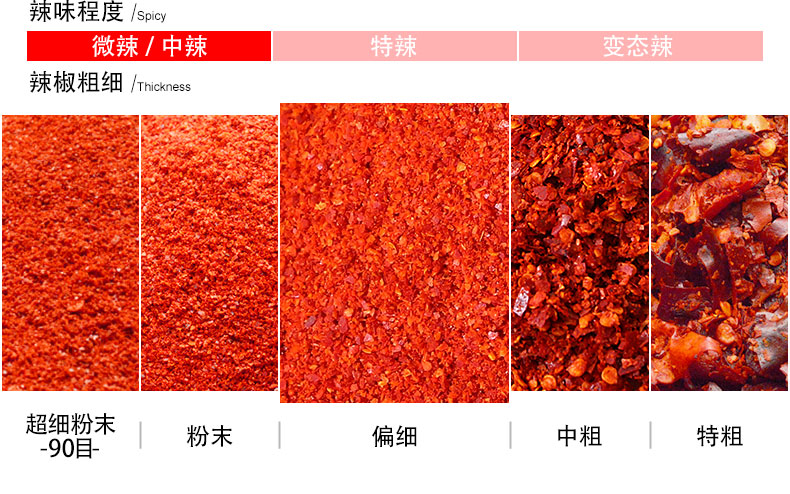 辣味程度 /Spicy
微辣 / 中辣
特辣
变态辣
辣椒粗细 /Thickness
超细粉末
-90目-
粉末
偏细
中粗
特粗